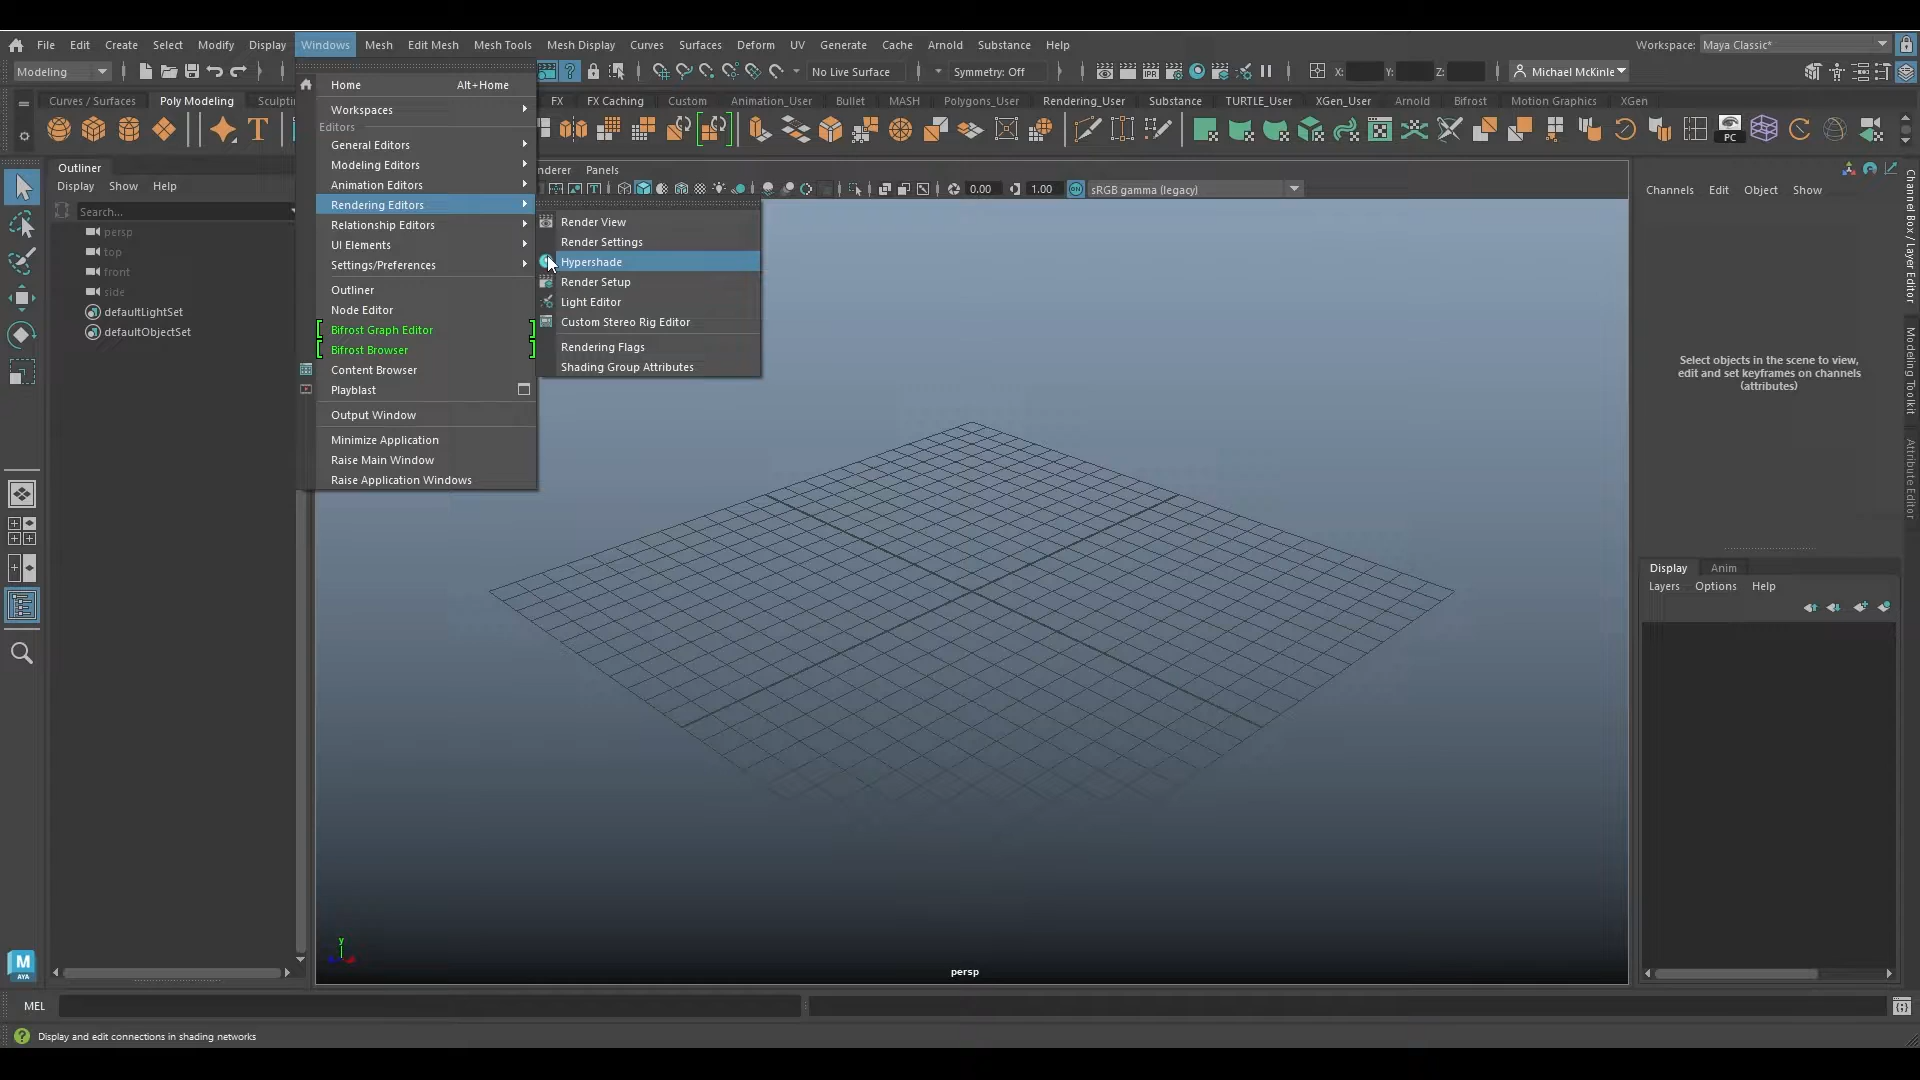 File Edit Create Select Modify Display Windows Mesh Edit Mesh Mesh Tools Mesh Display Curves Surfaces Deform UV Generate Cache Arnold Substance Help Workspace: Maya Classic*
Modeling No Live Surface Symmetry: Off X: Y: Z: Michael McKinle
Curves / Surfaces Poly Modeling Sculpti FX FX Caching Custom Animation_User Bullet MASH Polygons_User Rendering_User Substance TURTLE_User XGen_User Arnold Bifrost Motion Graphics XGen
T IPR PC
Home Alt+Home
Workspaces
Editors
General Editors
Modeling Editors
Animation Editors
Rendering Editors
Relationship Editors
UI Elements
Settings/Preferences
Outliner
Node Editor
Bifrost Graph Editor
Bifrost Browser
Content Browser
Playblast
Output Window
Minimize Application
Raise Main Window
Raise Application Windows
Render View
Render Settings
Hypershade
Render Setup
Light Editor
Custom Stereo Rig Editor
Rendering Flags
Shading Group Attributes
Outliner
Display Show Help
Search...
persp
top
front
side
defaultLightSet
defaultObjectSet
nderer Panels
0.00 1.00 ON sRGB gamma (legacy)
y
persp
Channels Edit Object Show
Select objects in the scene to view,
edit and set keyframes on channels
(attributes)
Channel Box / Layer Editor
Modeling Toolkit
Attribute Editor
Display Anim
Layers Options Help
M
AYA
MEL
Display and edit connections in shading networks